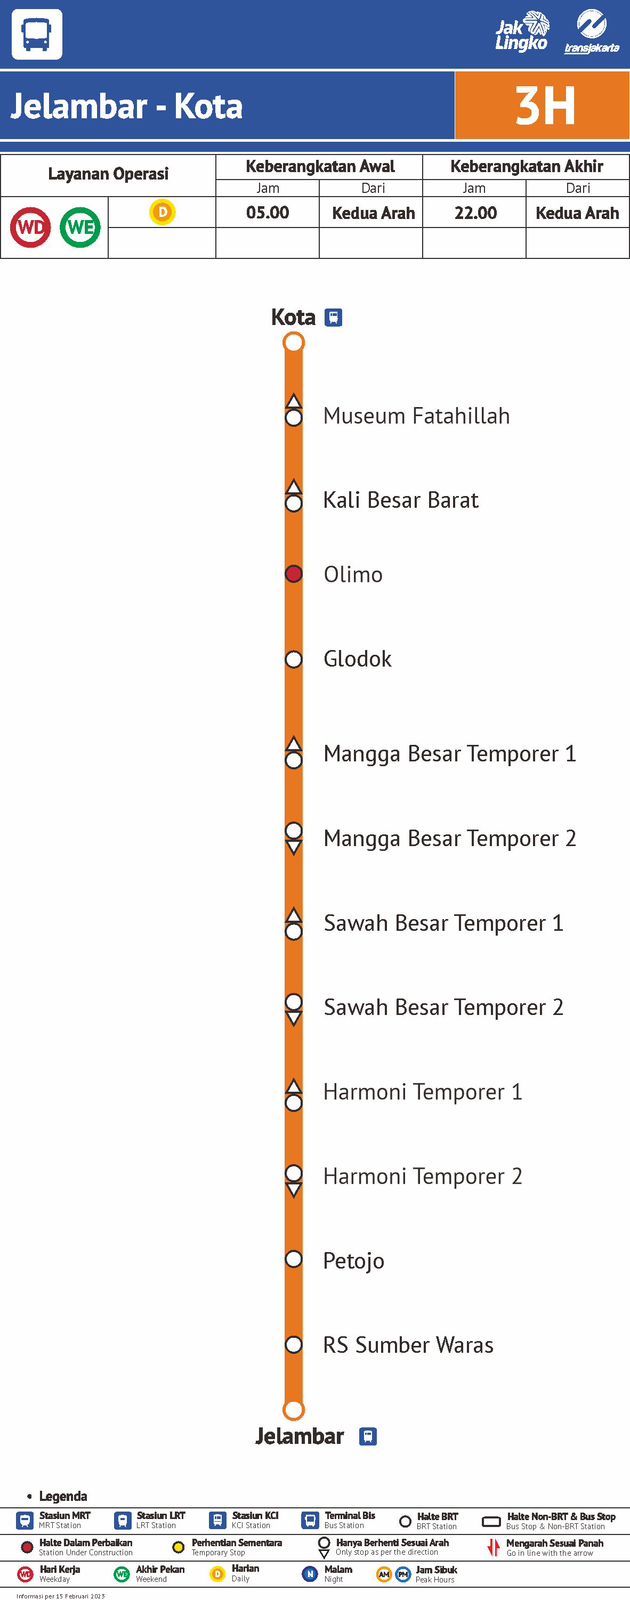 Jak
Lingko
transjakarta
Jelambar - Kota
3H
Layanan Operasi
Keberangkatan Awal
Keberangkatan Akhir
Jam
Dari
Jam
Dari
WD
WE
D
05.00
Kedua Arah
22.00
Kedua Arah
Kota
Museum Fatahillah
Kali Besar Barat
Olimo
Glodok
Mangga Besar Temporer 1
Mangga Besar Temporer 2
Sawah Besar Temporer 1
Sawah Besar Temporer 2
Harmoni Temporer 1
Harmoni Temporer 2
Petojo
RS Sumber Waras
Jelambar
• Legenda
Stasiun MRT
MRT Station
Stasiun LRT
LRT Station
Stasiun KCI
KCI Station
Terminal Bis
Bus Station
Halte BRT
BRT Station
Halte Non-BRT & Bus Stop
Bus Stop & Non-BRT Station
Halte Dalam Perbaikan
Station Under Construction
Perhentian Sementara
Temporary Stop
Hanya Berhenti Sesuai Arah
Only stop as per the direction
Mengarah Sesuai Panah
Go in line with the arrow
WD
Hari Kerja
Weekday
WE
Akhir Pekan
Weekend
D
Harian
Daily
N
Malam
Night
AM
PM
Jam Sibuk
Peak Hours
Informasi per 15 Februari 2023